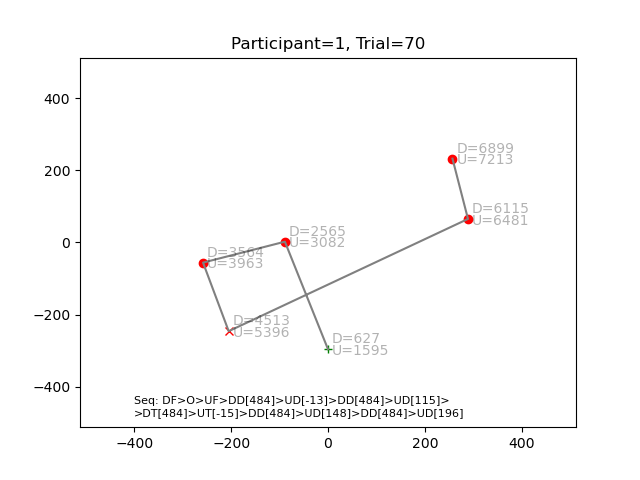 Participant=1, Trial=70
400
200
0
−200
−400
D=6899
U=7213
D=6115
U=6481
D=2565
U=3082
D=3564
U=3963
D=4513
U=5396
D=627
U=1595
Seq: DF>O>UF>DD[484]>UD[-13]>DD[484]>UD[115]>
>DT[484]>UT[-15]>DD[484]>UD[148]>DD[484]>UD[196]
−400
−200
0
200
400